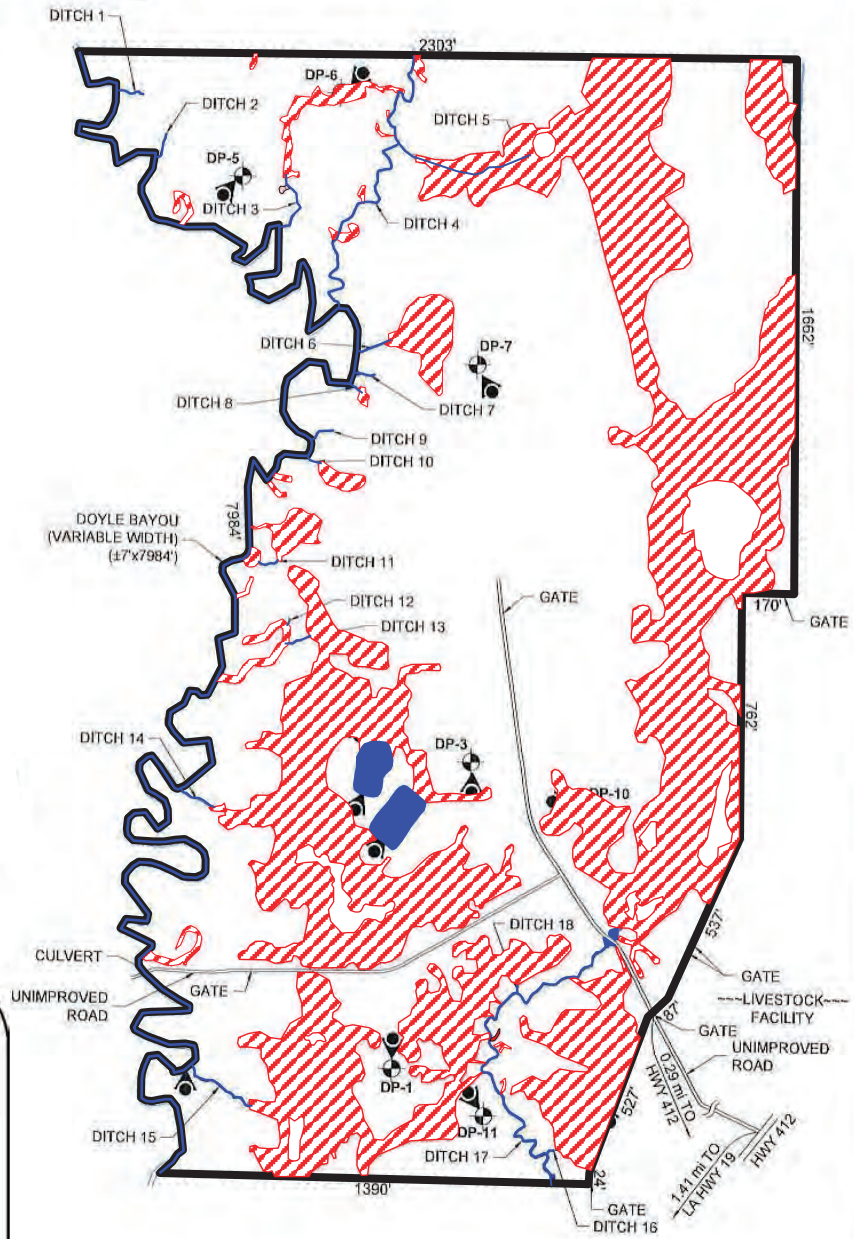 DITCH 1
2303'
DP-6
DITCH 2
DITCH 5
DP-5
DITCH 3
DITCH 4
1662'
DITCH 6
DP-7
DITCH 8
DITCH 7
DITCH 9
DITCH 10
7984'
DOYLE BAYOU
(VARIABLE WIDTH)
(±7'x7984')
DITCH 11
GATE
DITCH 12
170'
DITCH 13
GATE
762'
DITCH 14
DP-3
DP-10
DITCH 18
537'
CULVERT
GATE
UNIMPROVED
ROAD
GATE
~~~LIVESTOCK~~~
FACILITY
87'
GATE
UNIMPROVED
ROAD
0.29 mi TO
HWY 412
DP-1
527'
DP-11
DITCH 15
DITCH 17
HWY 412
1.41 mi TO
LA HWY 19
24'
1390'
GATE
DITCH 16